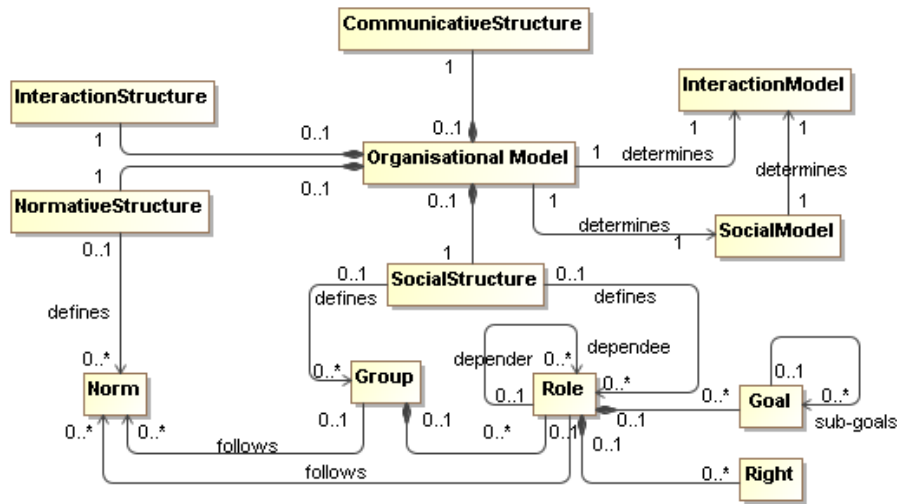 CommunicativeStructure
1
InteractionStructure
InteractionModel
1
0..1
0..1
1
1
Organisational Model
1
determines
1
0..1
0..1
1
determines
NormativeStructure
0..1
determines
1
1
SocialModel
1
0..1
SocialStructure
0..1
defines
defines
defines
0..*
depender
0..*
dependee
0..1
0..*
Norm
0..*
Group
0..1
Role
0..*
0..*
Goal
0..*
0..*
0..*
0..1
0..1
0..*
0..1
0..1
0..1
sub-goals
follows
follows
0..*
Right